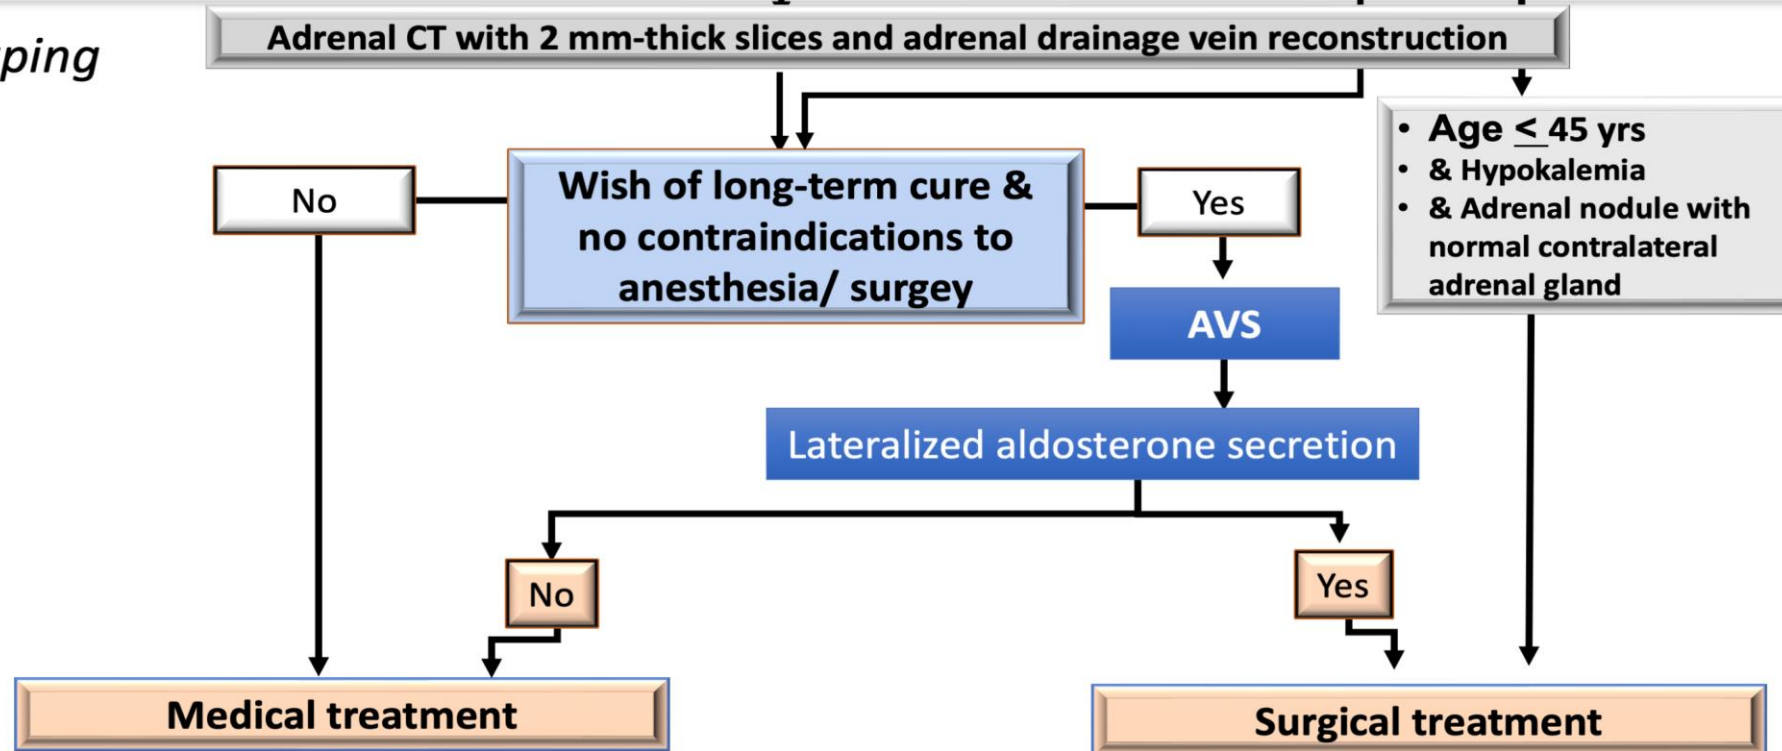 Adrenal CT with 2 mm-thick slices and adrenal drainage vein reconstruction
ping
• Age < 45 yrs
• & Hypokalemia
• & Adrenal nodule with
normal contralateral
adrenal gland
No
Wish of long-term cure &
no contraindications to
anesthesia/ surgey
Yes
AVS
Lateralized aldosterone secretion
No
Yes
Medical treatment
Surgical treatment